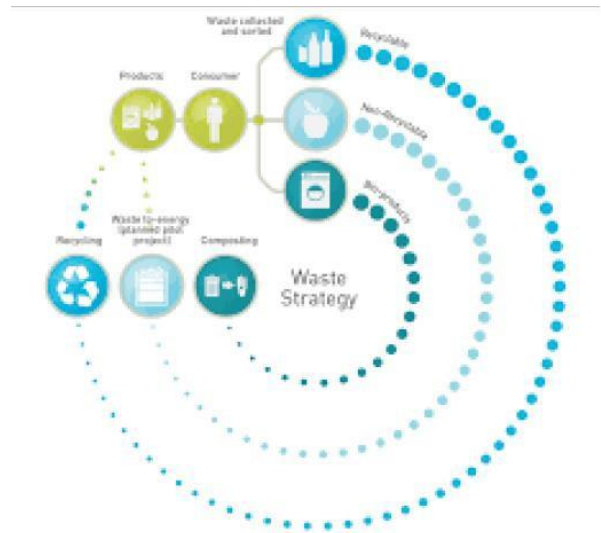 Waste collected
and sorted
Recyclable
Products
Consumer
Non-Recyclable
Bio-products
Waste to-energy
(planned pilot
project)
Recycling
Composting
Waste
Strategy